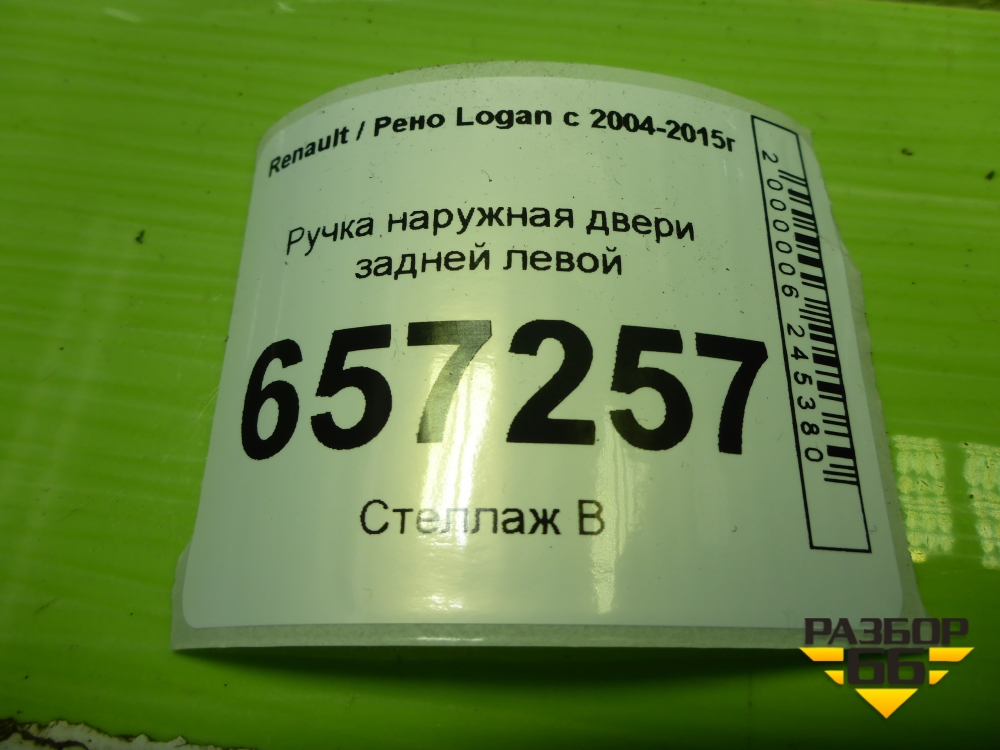 Renault / Рено Logan с 2004-2015г
Ручка наружная двери
задней левой
657257
Стеллаж В
2000006245380
РАЗБОР
66